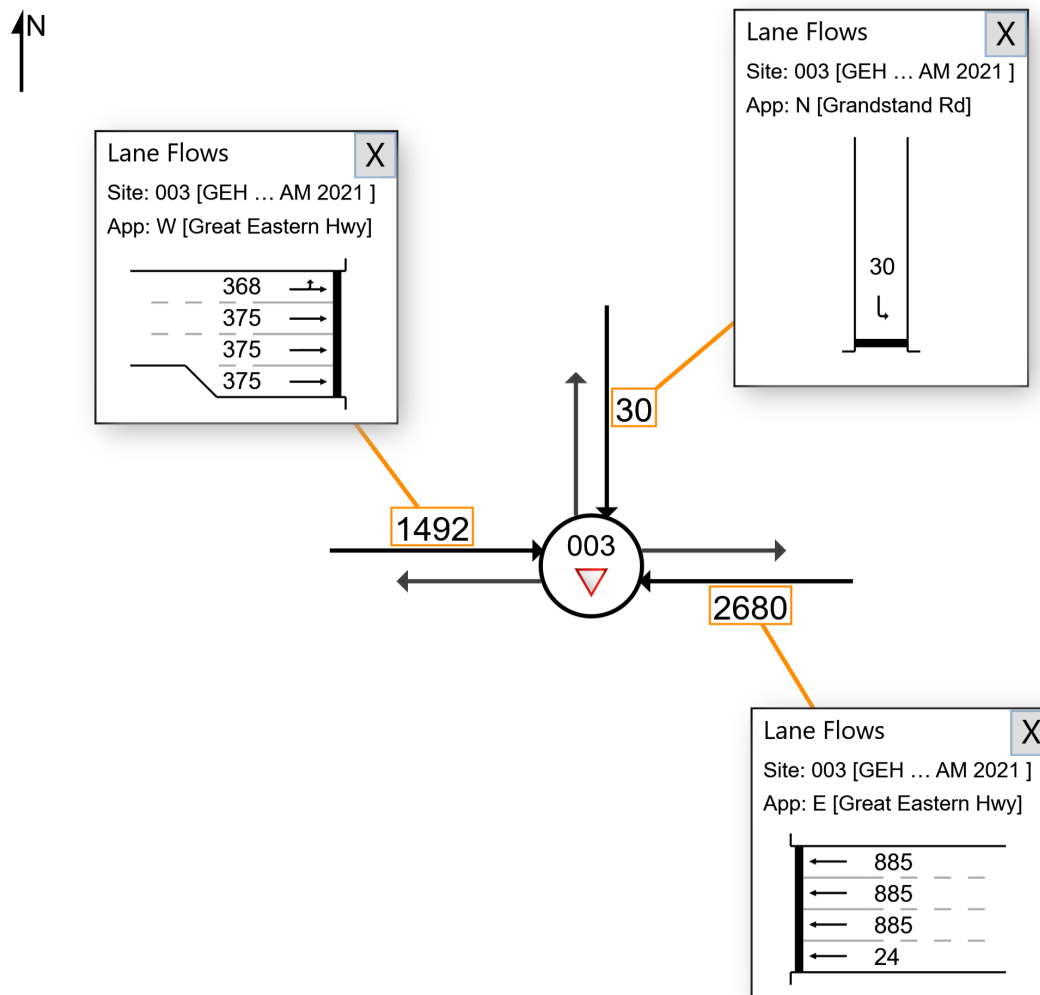 N
Lane Flows
X
Site: 003 [GEH ... AM 2021 ]
App: N [Grandstand Rd]
30
Lane Flows
X
Site: 003 [GEH ... AM 2021 ]
App: W [Great Eastern Hwy]
368
375
375
375
30
1492
003
2680
Lane Flows
X
Site: 003 [GEH ... AM 2021 ]
App: E [Great Eastern Hwy]
885
885
885
24